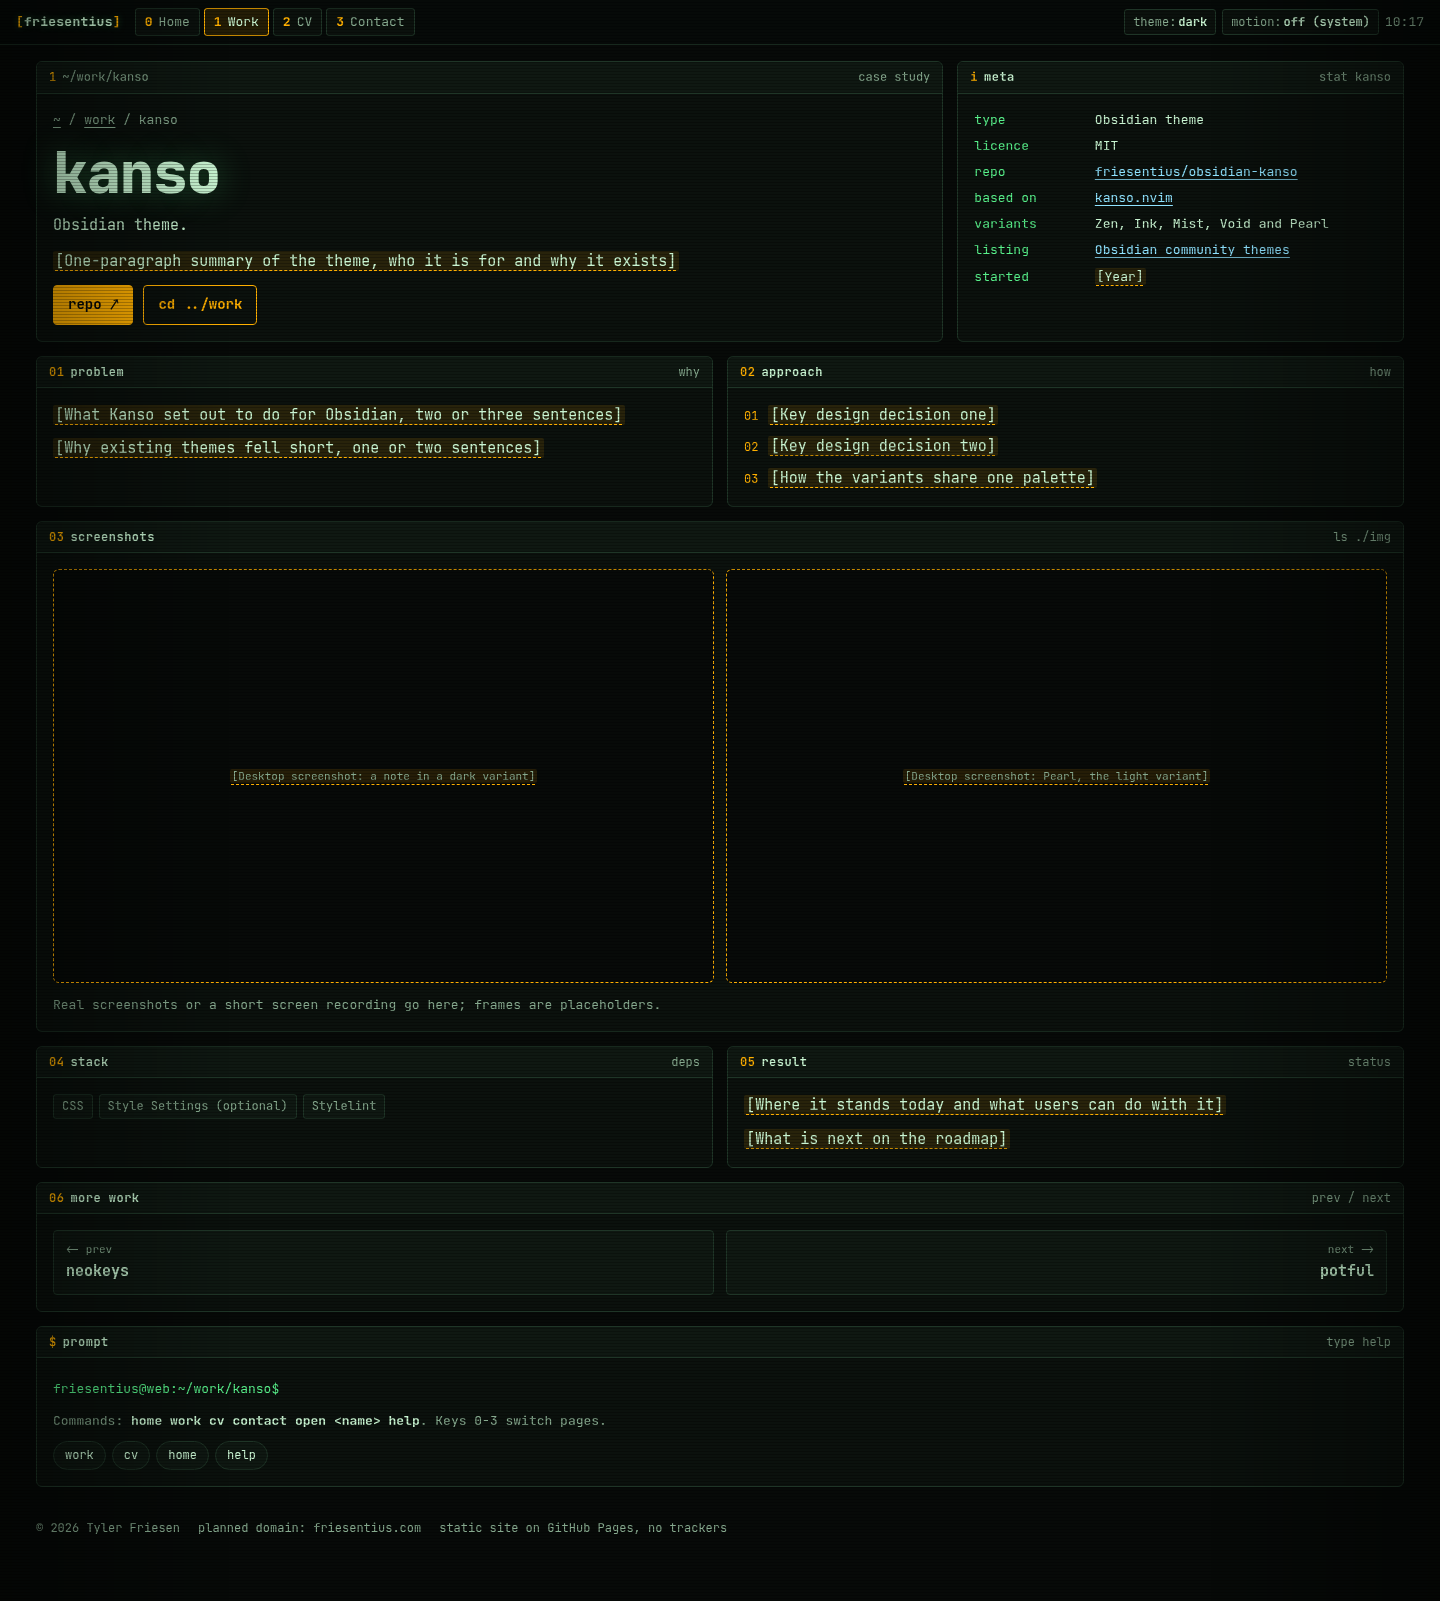 [friesentius] 0 Home 1 Work 2 CV 3 Contact theme:dark motion:off (system) 10:17
1 ~/work/kanso case study
~ / work / kanso
kanso
Obsidian theme.
[One-paragraph summary of the theme, who it is for and why it exists]
repo ↗ cd ../work
i meta stat kanso
type Obsidian theme
licence MIT
repo friesentius/obsidian-kanso
based on kanso.nvim
variants Zen, Ink, Mist, Void and Pearl
listing Obsidian community themes
started [Year]
01 problem why
[What Kanso set out to do for Obsidian, two or three sentences]
[Why existing themes fell short, one or two sentences]
02 approach how
01 [Key design decision one]
02 [Key design decision two]
03 [How the variants share one palette]
03 screenshots ls ./img
[Desktop screenshot: a note in a dark variant]
[Desktop screenshot: Pearl, the light variant]
Real screenshots or a short screen recording go here; frames are placeholders.
04 stack deps
CSS Style Settings (optional) Stylelint
05 result status
[Where it stands today and what users can do with it]
[What is next on the roadmap]
06 more work prev / next
← prev
neokeys
next →
potful
$ prompt type help
friesentius@web:~/work/kanso$
Commands: home work cv contact open <name> help. Keys 0-3 switch pages.
work cv home help
© 2026 Tyler Friesen planned domain: friesentius.com static site on GitHub Pages, no trackers